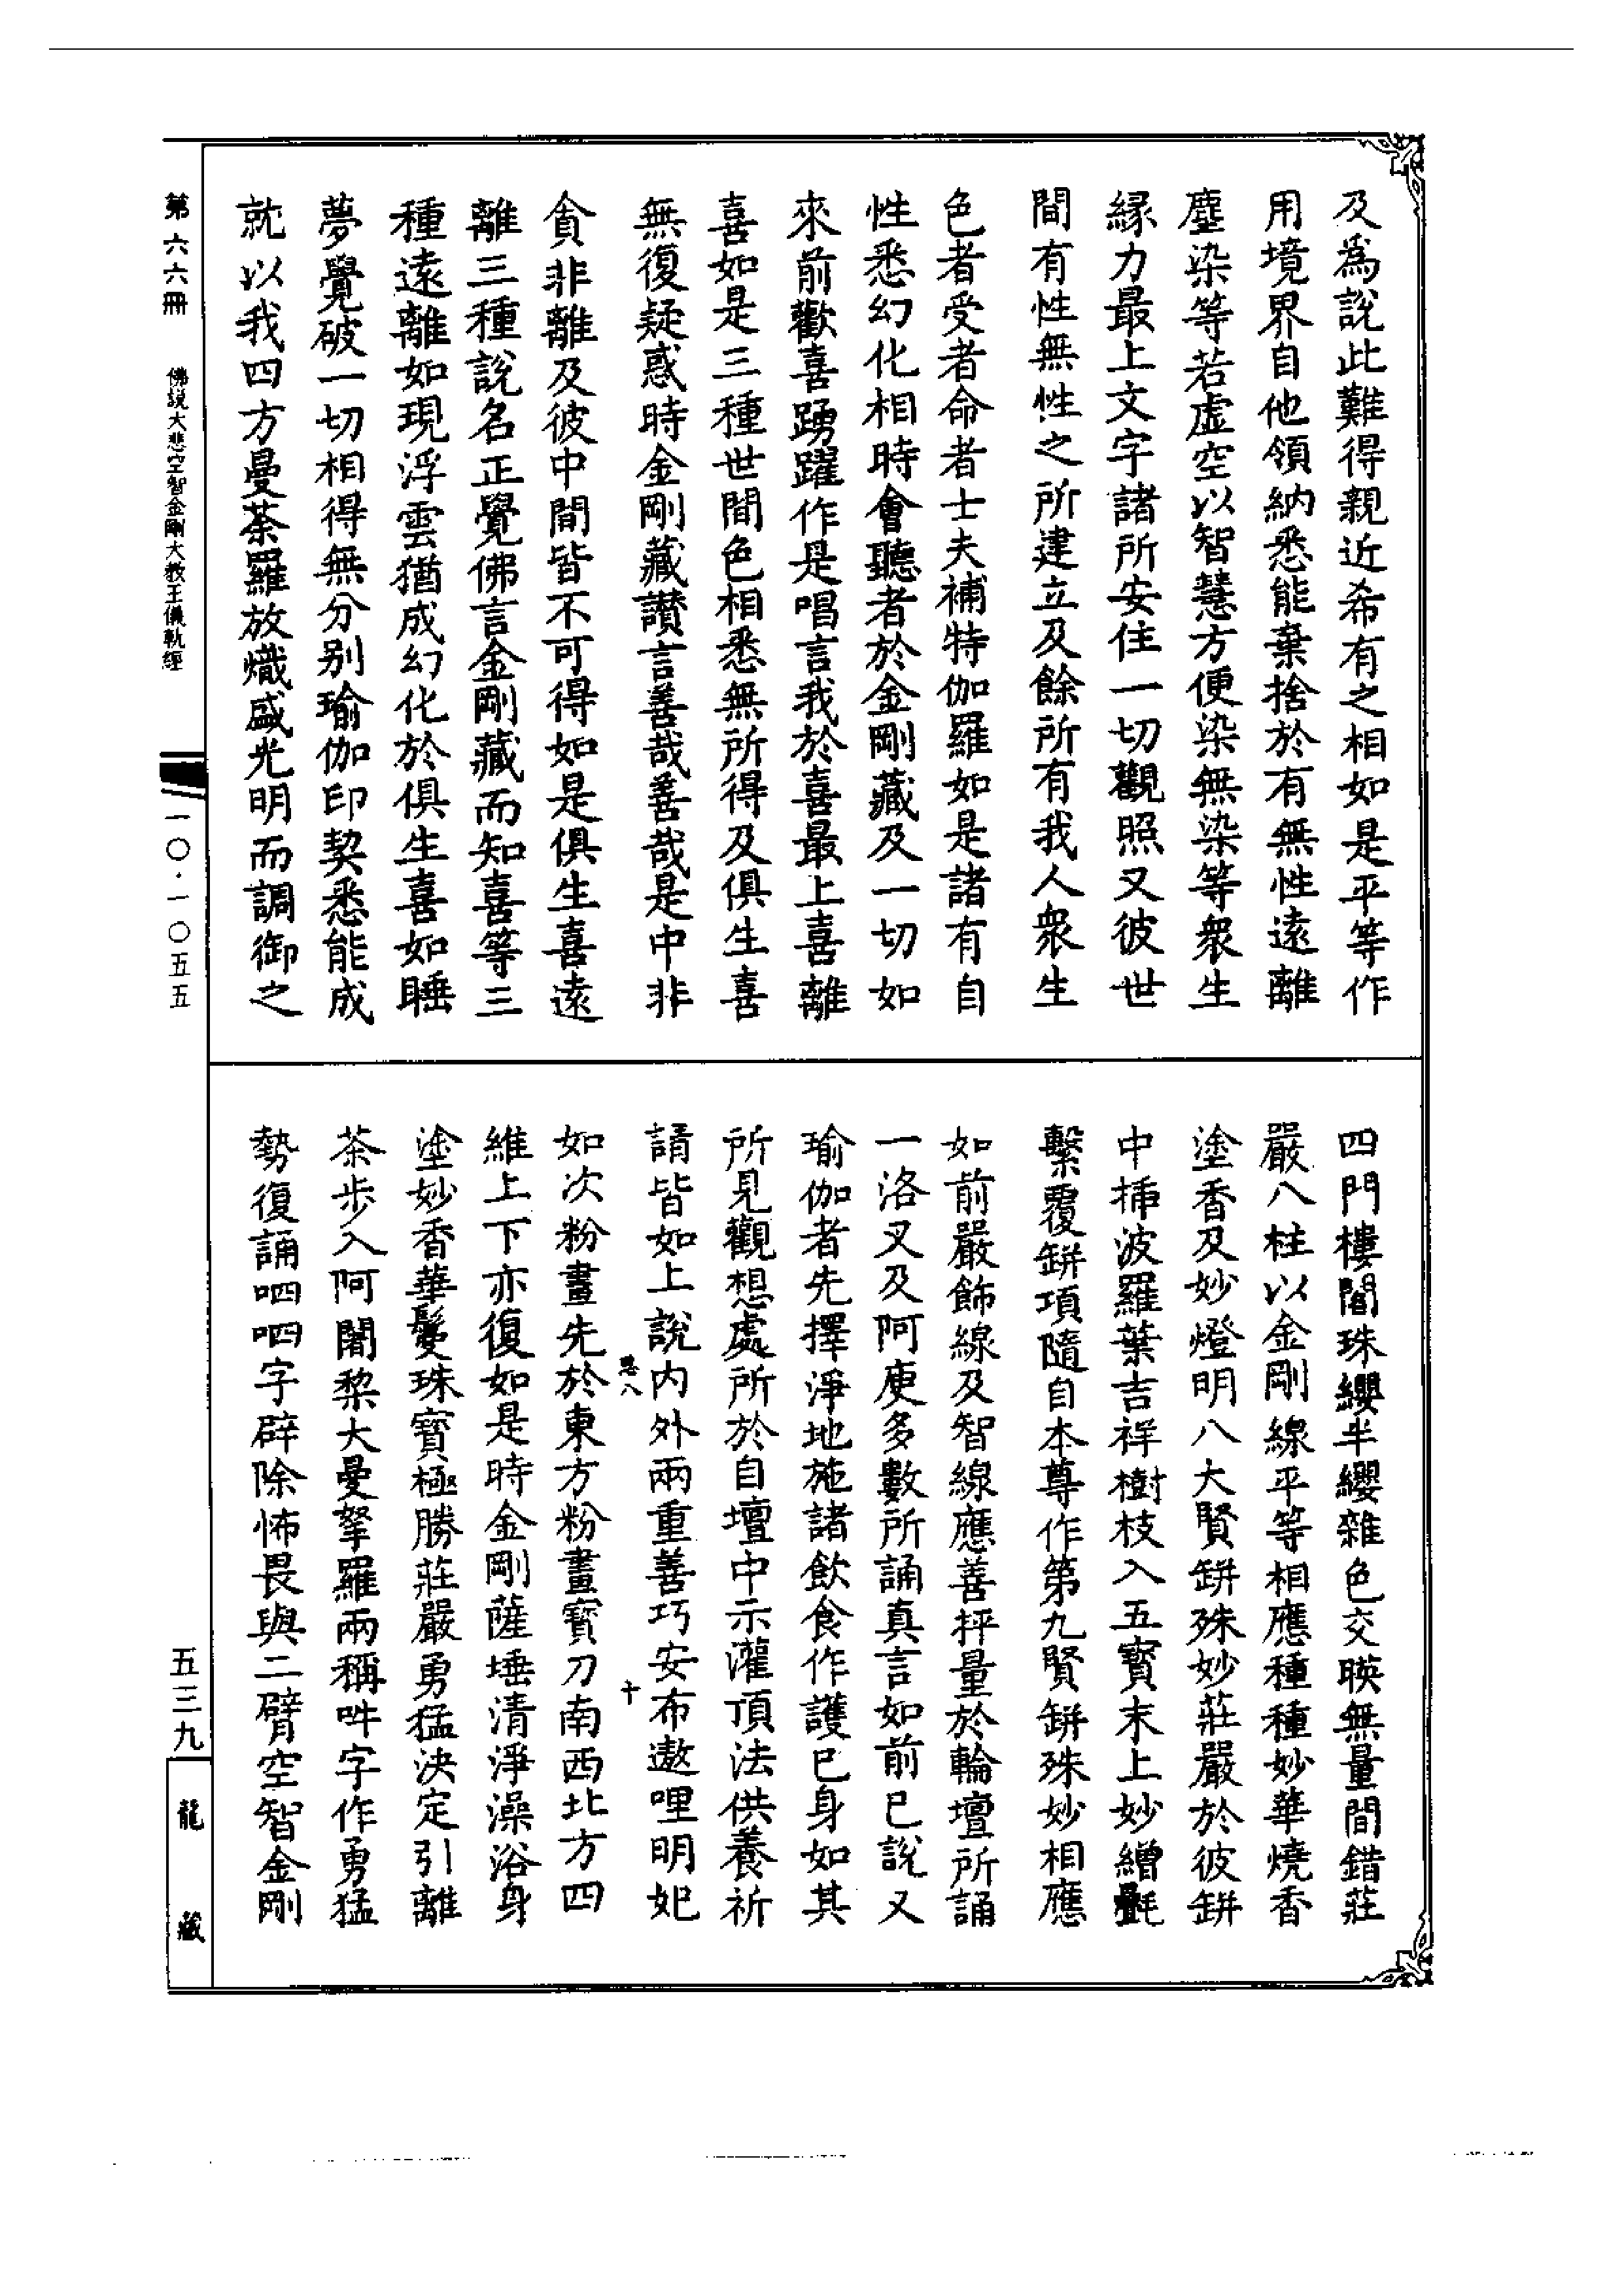 及為說此難得親近希有之相如是平等作
用境界自他領納悉能棄捨於有無性遠離
塵染等若虛空以智慧方便染無染等衆生
緣力最上文字諸所安住一切觀照又彼世
間有性無性之所建立及餘所有我人衆生
色者受者命者士夫補特伽羅如是諸有自
性悉幻化相時會聽者於金剛藏及一切如
來前歡喜踴躍作是唱言我於喜最上喜離
喜如是三種世間色相悉無所得及俱生喜
無復疑惑時金剛藏讚言善哉善哉是中非
貪非離及彼中間皆不可得如是俱生喜遠
離三種說名正覺佛言金剛藏而知喜等三
種遠離如現浮雲猶成幻化於俱生喜如睡
夢覺破一切相得無分別瑜伽印契悉能成
就以我四方曼荼羅放熾盛光明而調御之
四門樓閣珠纓半纓雜色交暎無量間錯莊
嚴八柱以金剛線平等相應種種妙華燒香
塗香及妙燈明八大賢缾殊妙莊嚴於彼缾
中揷波羅葉吉祥樹枝入五寶末上妙繒氎
繫覆缾項隨自本尊作第九賢缾殊妙相應
如前嚴飾線及智線應善抨量於輪壇所誦
一洛叉及阿庾多數所誦真言如前已說又
瑜伽者先擇淨地施諸飲食作護已身如其
所見觀想處所於自壇中示灌頂法供養祈
請皆如上說內外兩重善巧安布遨哩明妃
八 十
如次粉畫先於東方粉畫寶刀南西北方四
維上下亦復如是時金剛薩埵清淨澡浴身
塗妙香華鬘珠寶極勝莊嚴勇猛決定引離
茶步入阿闍棃大曼拏羅兩稱吽字作勇猛
勢復誦呬呬字辟除怖畏與二臂空智金剛
第六六冊 佛說大悲空智金剛大教王儀軌經 一〇·一〇五五
五三九
龍藏